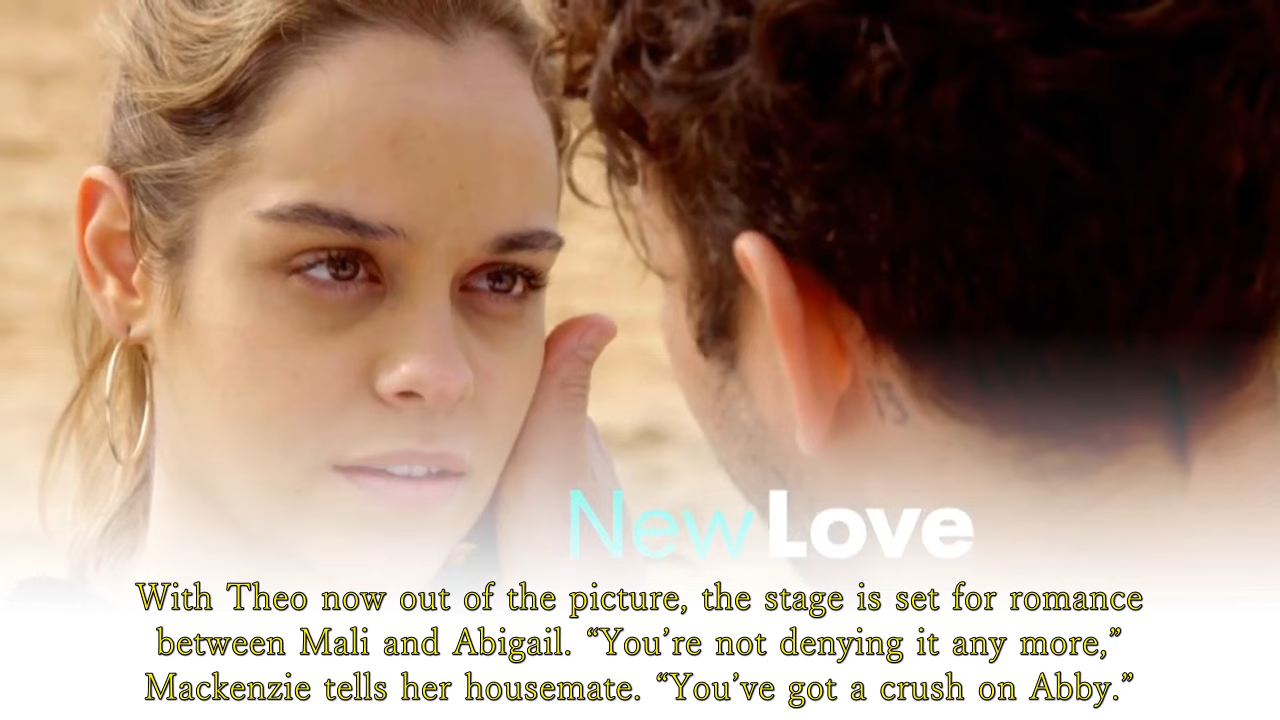 13
New Love
With Theo now out of the picture, the stage is set for romance
between Mali and Abigail. “You’re not denying it any more,”
Mackenzie tells her housemate. “You’ve got a crush on Abby.”